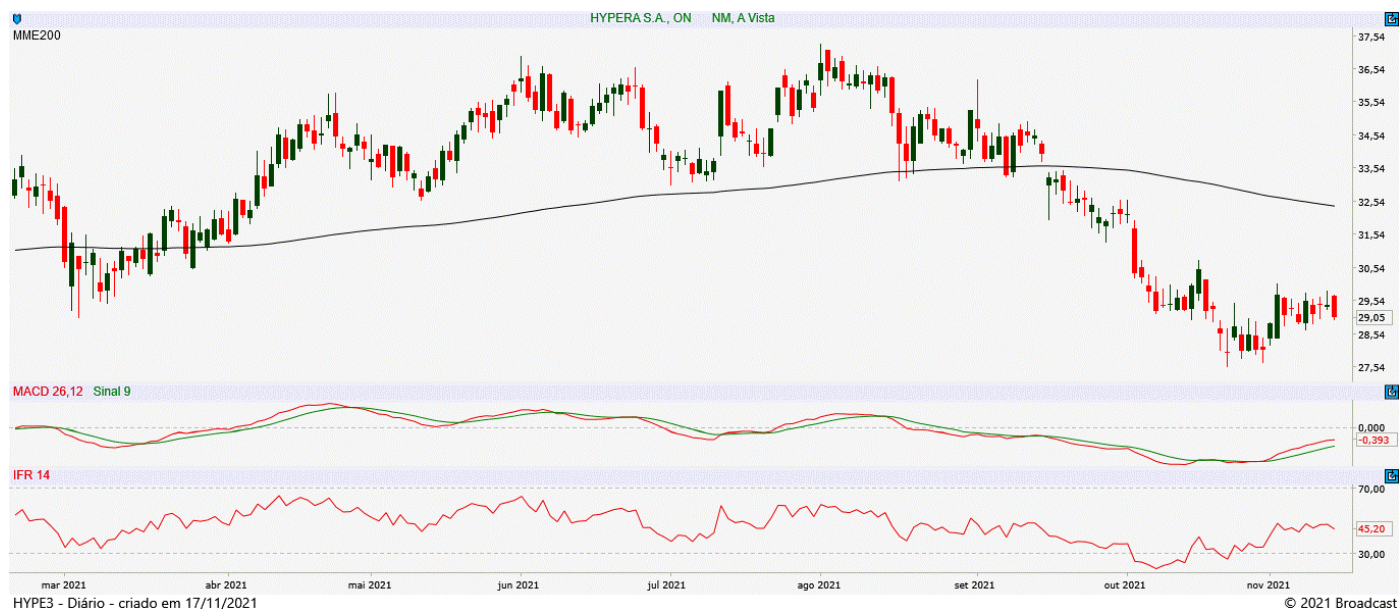 HYPERA S.A., ON NM, A Vista
MME200
37,54
36,54
35,54
34,54
33,54
32,54
31,54
30,54
29,54
29,05
28,54
27,54
MACD 26,12 Sinal 9
0,000
-0,393
IFR 14
70,00
45,20
30,00
mar 2021 abr 2021 mai 2021 jun 2021 jul 2021 ago 2021 set 2021 out 2021 nov 2021
HYPE3 - Diário - criado em 17/11/2021 © 2021 Broadcast